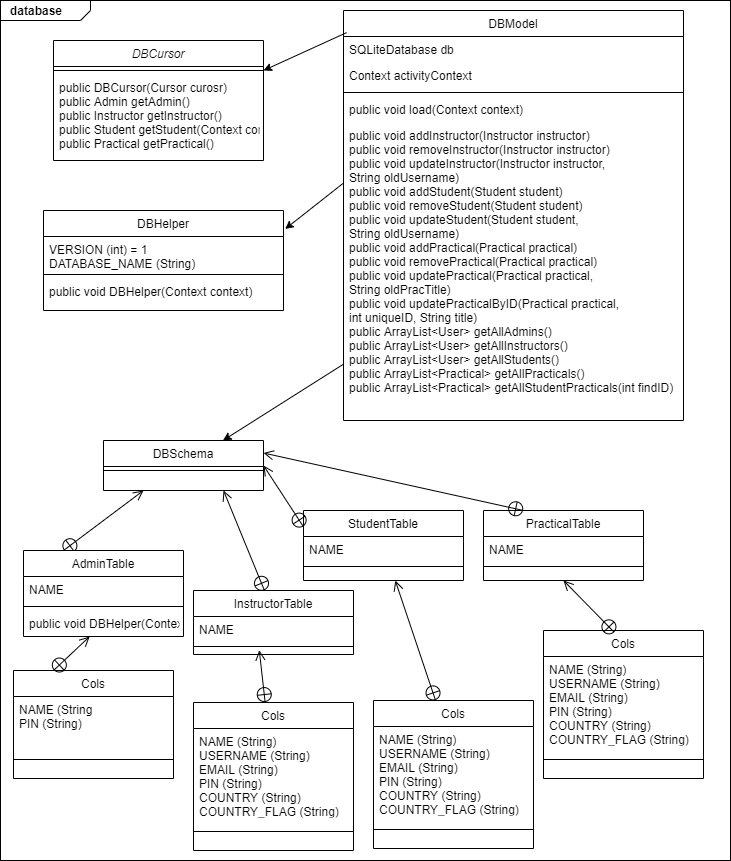 database
DBCursor
public DBCursor(Cursor curosr)
public Admin getAdmin()
public Instructor getInstructor()
public Student getStudent(Context co
public Practical getPractical()
DBModel
SQLiteDatabase db
Context activityContext
public void load(Context context)
public void addInstructor(Instructor instructor)
public void removeInstructor(Instructor instructor)
public void updateInstructor(Instructor instructor,
String oldUsername)
public void addStudent(Student student)
public void removeStudent(Student student)
public void updateStudent(Student student,
String oldUsername)
public void addPractical(Practical practical)
public void removePractical(Practical practical)
public void updatePractical(Practical practical,
String oldPracTitle)
public void updatePracticalByID(Practical practical,
int uniqueID, String title)
public ArrayList<User> getAllAdmins()
public ArrayList<User> getAllInstructors()
public ArrayList<User> getAllStudents()
public ArrayList<Practical> getAllPracticals()
public ArrayList<Practical> getAllStudentPracticals(int findID)
DBHelper
VERSION (int) = 1
DATABASE_NAME (String)
public void DBHelper(Context context)
DBSchema
AdminTable
NAME
public void DBHelper(Conte
InstructorTable
NAME
StudentTable
NAME
PracticalTable
NAME
Cols
NAME (String
PIN (String)
Cols
NAME (String)
USERNAME (String)
EMAIL (String)
PIN (String)
COUNTRY (String)
COUNTRY_FLAG (String)
Cols
NAME (String)
USERNAME (String)
EMAIL (String)
PIN (String)
COUNTRY (String)
COUNTRY_FLAG (String)
Cols
NAME (String)
USERNAME (String)
EMAIL (String)
PIN (String)
COUNTRY (String)
COUNTRY_FLAG (String)